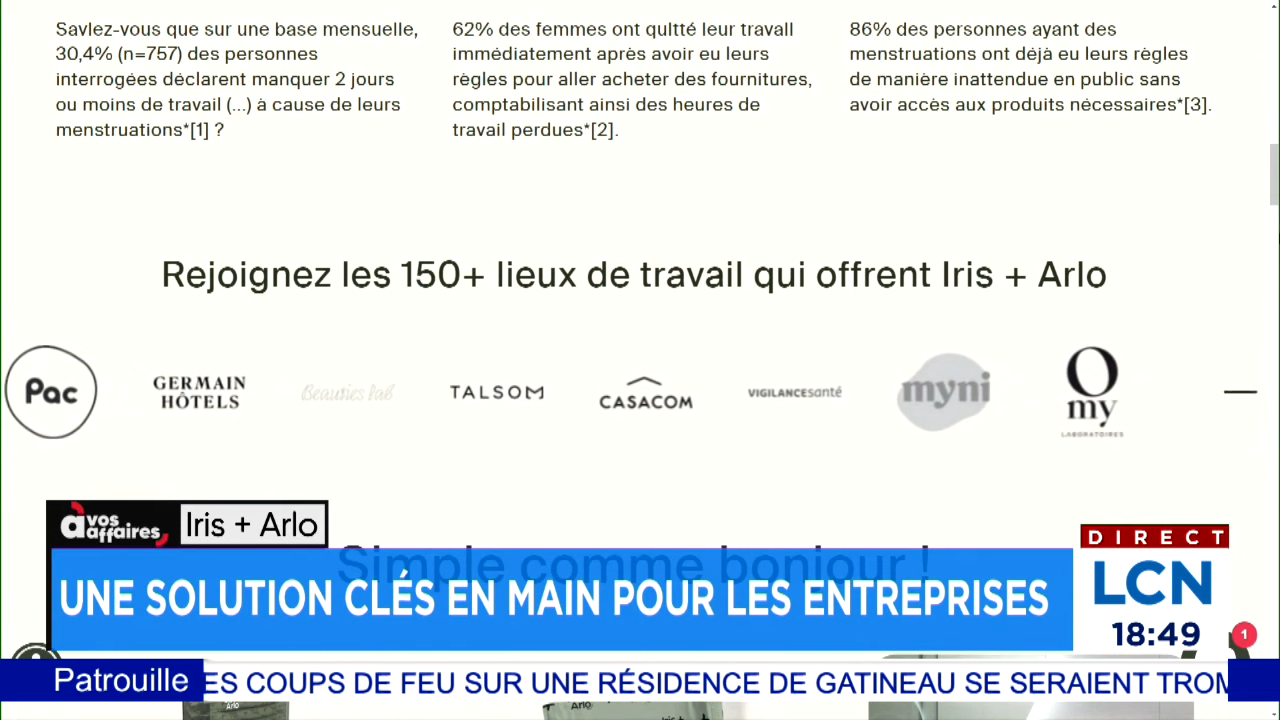 Savlez-vous que sur une base mensuelle,
30,4% (n=757) des personnes
interrogées déclarent manquer 2 jours
ou moins de travail (...) à cause de leurs
menstruations*[1] ?
62% des femmes ont qultté leur travall
immédiatement après avoir eu leurs
règles pour aller acheter des fournitures,
comptabilisant ainsi des heures de
travail perdues*[2].
86% des personnes ayant des
menstruations ont déjà eu leurs règles
de manière inattendue en public sans
avoir accès aux produits nécessaires*[3].
Rejoignez les 150+ lieux de travail qui offrent Iris + Arlo
Pac
GERMAIN
HÔTELS
Beauties Lab
TALSOM
CASACOM
VIGILANCEsanté
myni
Omy
LABORATOIRES
à vos affaires
Iris + Arlo
Simple comme bonjour !
UNE SOLUTION CLÉS EN MAIN POUR LES ENTREPRISES
DIRECT
LCN
18:49
1
Patrouille
ES COUPS DE FEU SUR UNE RÉSIDENCE DE GATINEAU SE SERAIENT TROM
Arlo
Arlo
Iris +